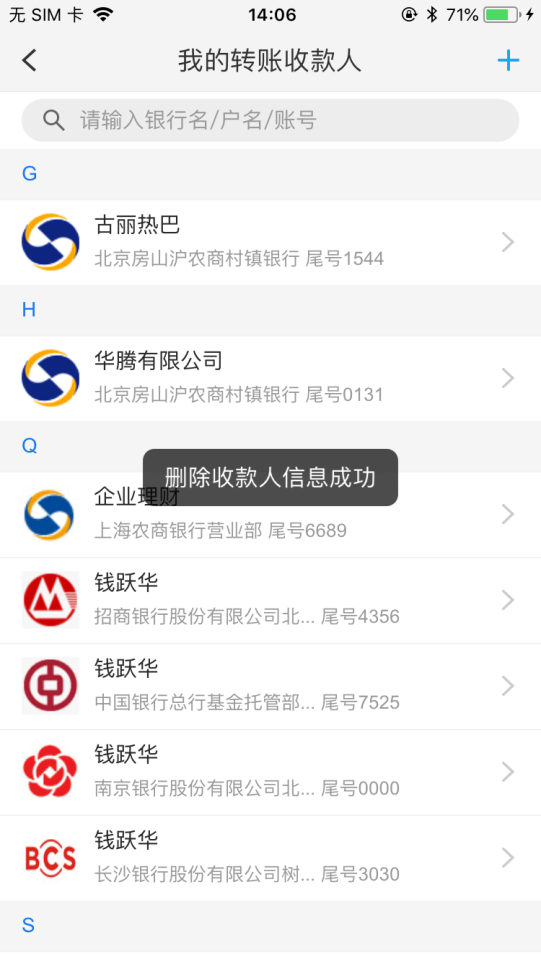 无 SIM 卡 14:06 71%
我的转账收款人
请输入银行名/户名/账号
G
古丽热巴
北京房山沪农商村镇银行 尾号1544
H
华腾有限公司
北京房山沪农商村镇银行 尾号0131
Q
删除收款人信息成功
企业理财
上海农商银行营业部 尾号6689
钱跃华
招商银行股份有限公司北... 尾号4356
钱跃华
中国银行总行基金托管部... 尾号7525
钱跃华
南京银行股份有限公司北... 尾号0000
BCS
钱跃华
长沙银行股份有限公司树... 尾号3030
S